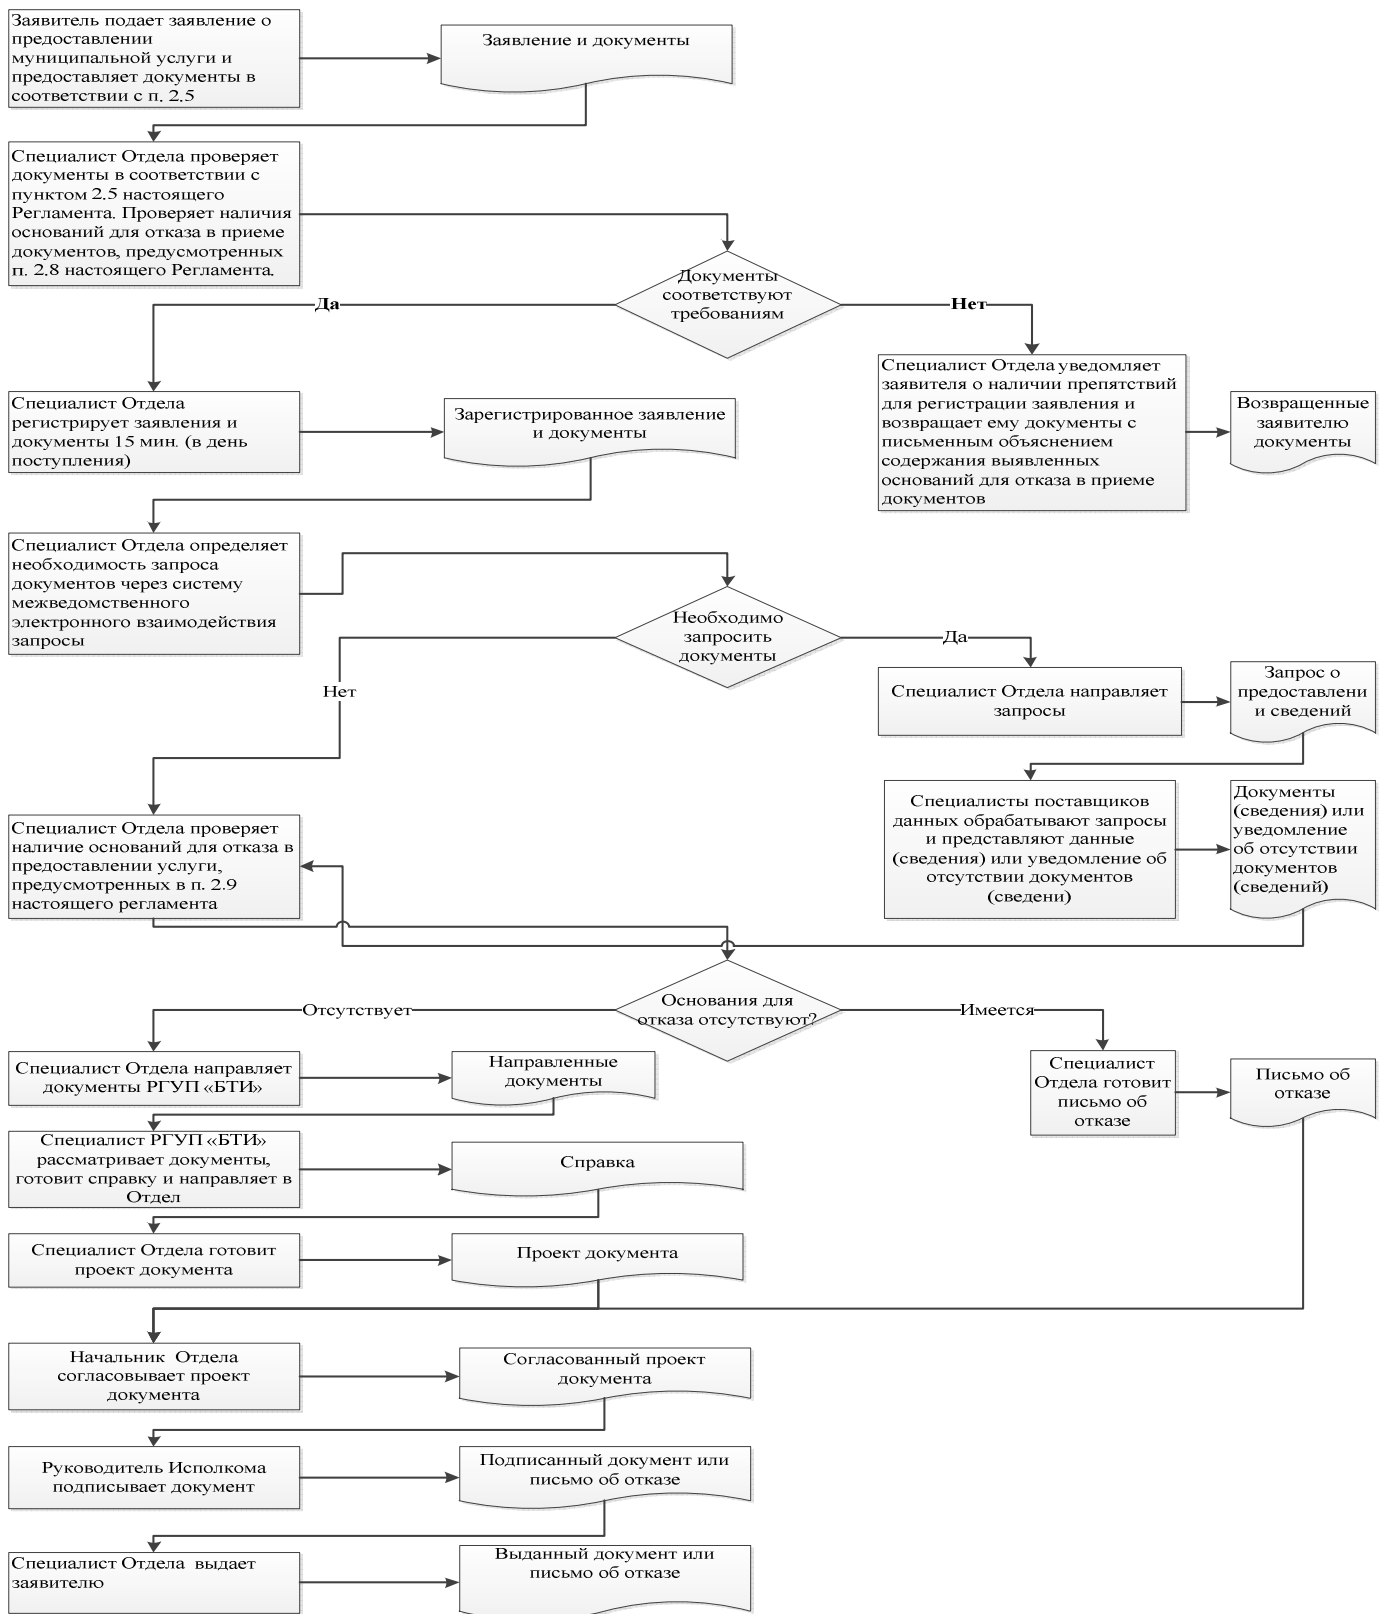 Заявитель подает заявление о
предоставлении
муниципальной услуги и
предоставляет документы в
соответствии с п. 2.5
Заявление и документы
Специалист Отдела проверяет
документы в соответствии с
пунктом 2.5 настоящего
Регламента. Проверяет наличия
оснований для отказа в приеме
документов, предусмотренных
п. 2.8 настоящего Регламента.
Документы
соответствуют
требованиям
Да
Нет
Специалист Отдела уведомляет
заявителя о наличии препятствий
для регистрации заявления и
возвращает ему документы с
письменным объяснением
содержания выявленных
оснований для отказа в приеме
документов
Возвращенные
заявителю
документы
Специалист Отдела
регистрирует заявления и
документы 15 мин. (в день
поступления)
Зарегистрированное заявление
и документы
Специалист Отдела определяет
необходимость запроса
документов через систему
межведомственного
электронного взаимодействия
запросы
Необходимо
запросить
документы
Да
Нет
Специалист Отдела направляет
запросы
Запрос о
предоставлени
и сведений
Специалисты поставщиков
данных обрабатывают запросы
и представляют данные
(сведения) или уведомление об
отсутствии документов
(сведени)
Документы
(сведения) или
уведомление
об отсутствии
документов
(сведений)
Специалист Отдела проверяет
наличие оснований для отказа в
предоставлении услуги,
предусмотренных в п. 2.9
настоящего регламента
Основания для
отказа отсутствуют?
Отсутствует
Имеется
Специалист Отдела направляет
документы РГУП «БТИ»
Направленные
документы
Специалист
Отдела готовит
письмо об
отказе
Письмо об
отказе
Специалист РГУП «БТИ»
рассматривает документы,
готовит справку и направляет в
Отдел
Справка
Специалист Отдела готовит
проект документа
Проект документа
Начальник  Отдела
согласовывает проект
документа
Согласованный проект
документа
Руководитель Исполкома
подписывает документ
Подписанный документ или
письмо об отказе
Специалист Отдела  выдает
заявителю
Выданный документ или
письмо об отказе